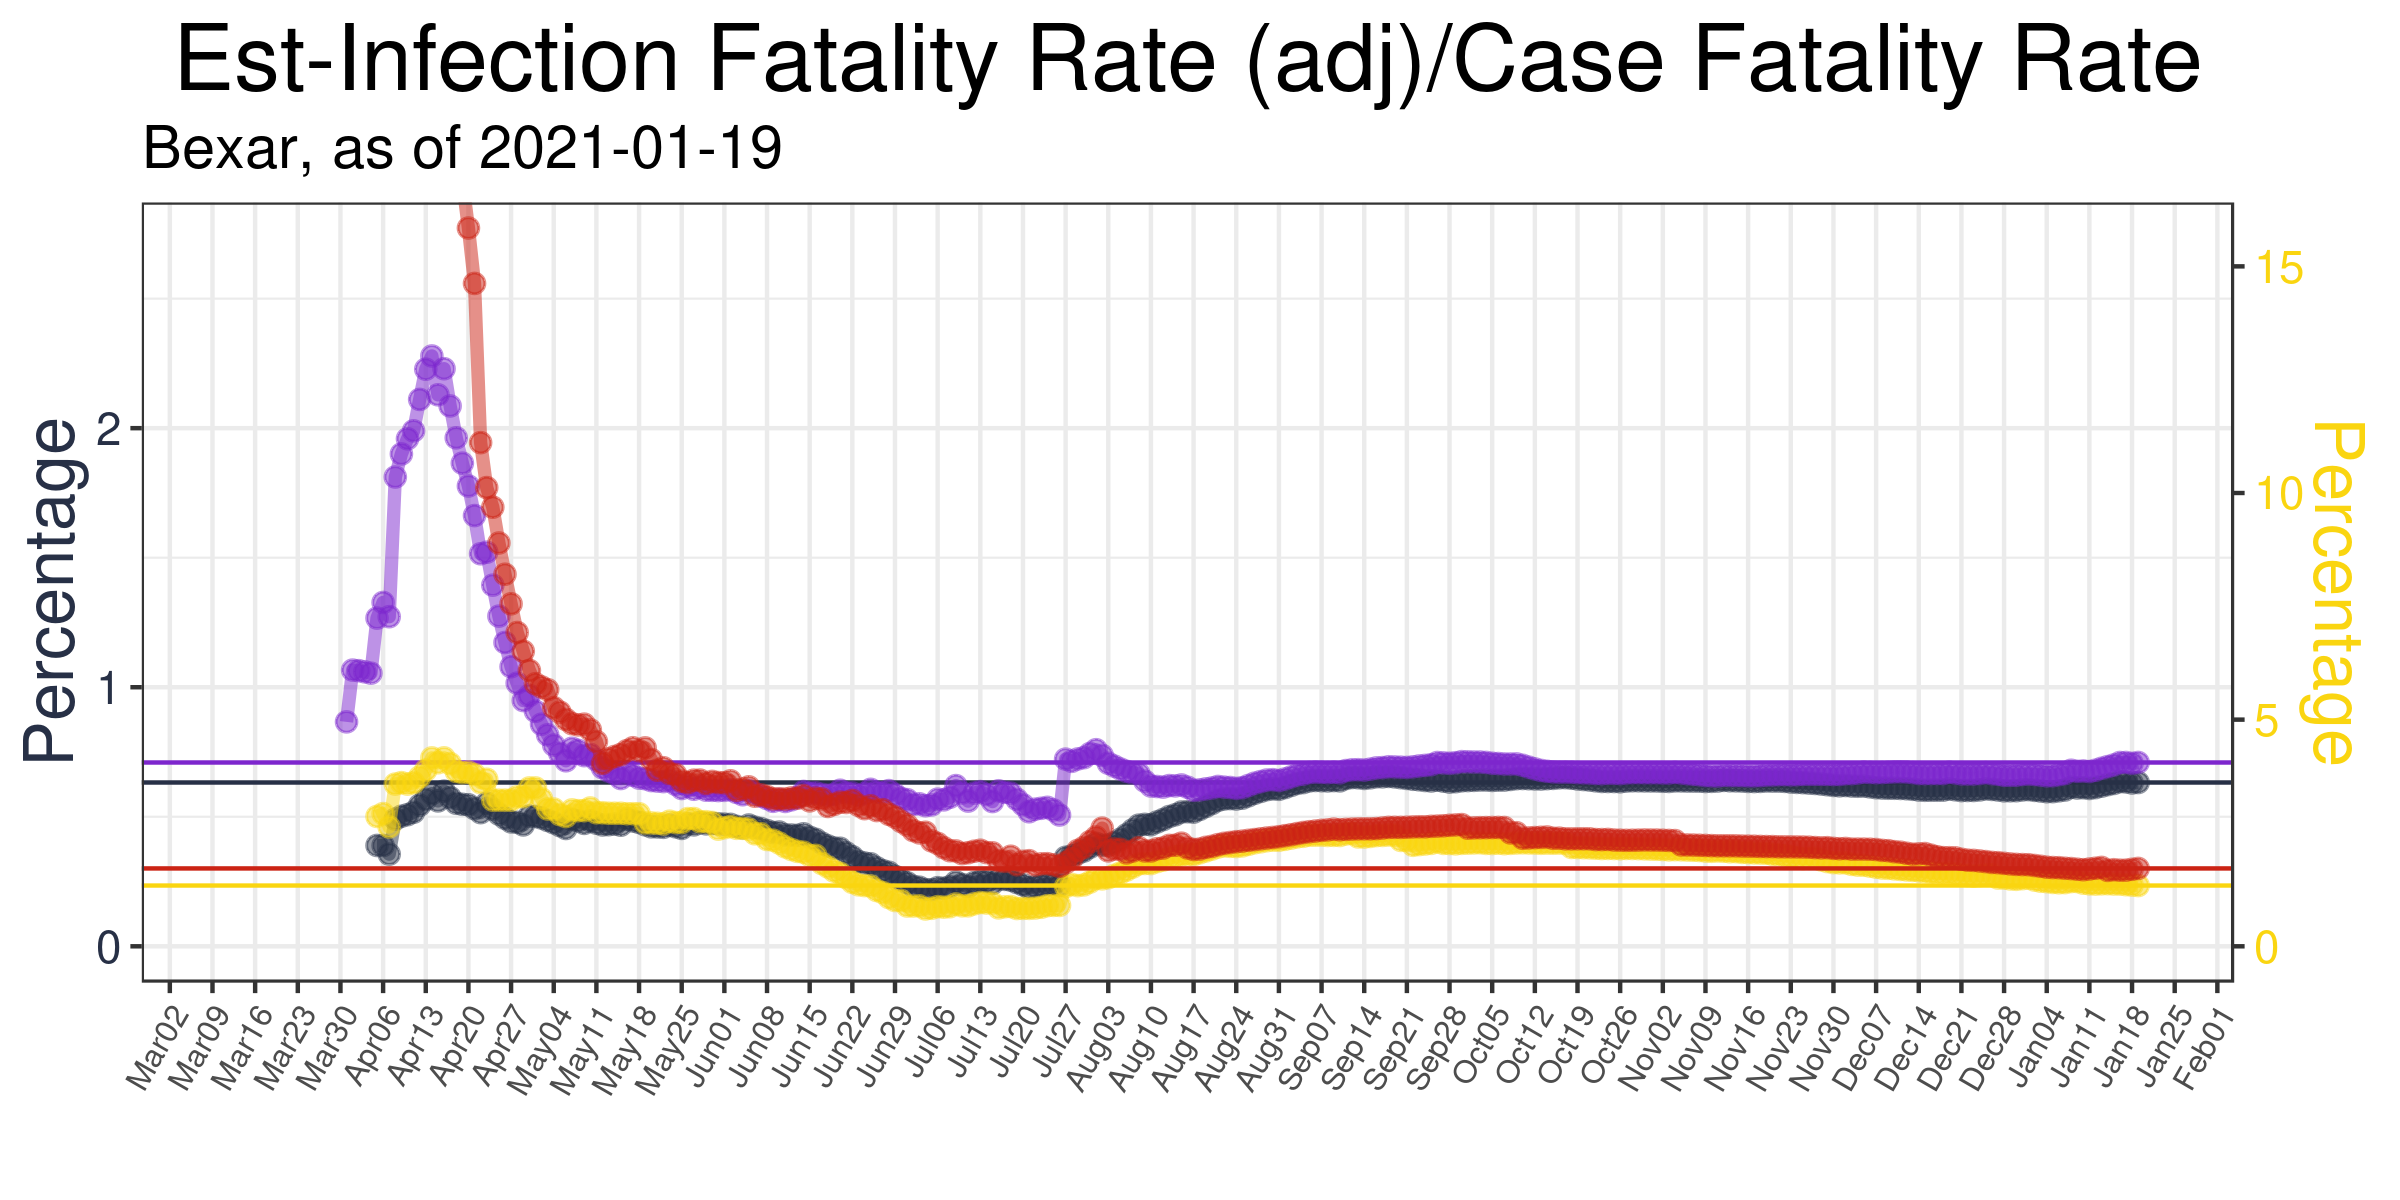 Est-Infection Fatality Rate (adj)/Case Fatality Rate
Bexar, as of 2021-01-19
Percentage
2
1
0
15
10
5
0
Percentage
Mar02
Mar09
Mar16
Mar23
Mar30
Apr06
Apr13
Apr20
Apr27
May04
May11
May18
May25
Jun01
Jun08
Jun15
Jun22
Jun29
Jul06
Jul13
Jul20
Jul27
Aug03
Aug10
Aug17
Aug24
Aug31
Sep07
Sep14
Sep21
Sep28
Oct05
Oct12
Oct19
Oct26
Nov02
Nov09
Nov16
Nov23
Nov30
Dec07
Dec14
Dec21
Dec28
Jan04
Jan11
Jan18
Jan25
Feb01